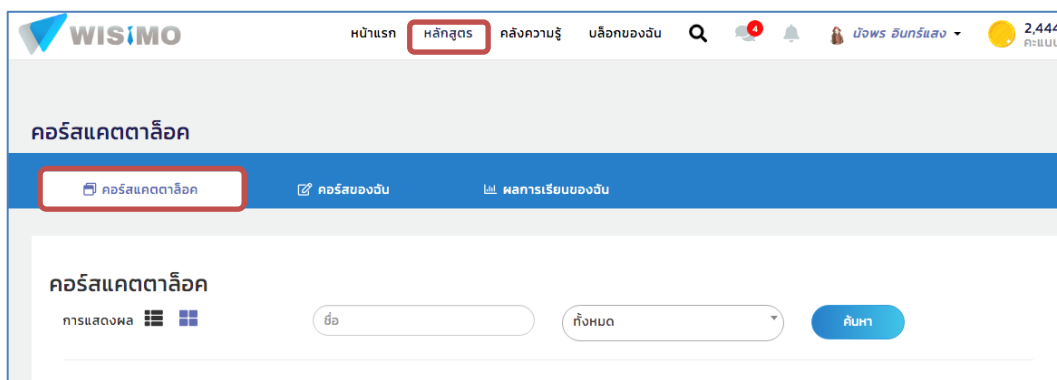 WISIMO หน้าแรก หลักสูตร คลังความรู้ บล็อกของฉัน 4 นัจพร อินทร์แสง 2,444
คะแนน
คอร์สแคตตาล็อค
คอร์สแคตตาล็อค คอร์สของฉัน ผลการเรียนของฉัน
คอร์สแคตตาล็อค
การแสดงผล ชื่อ ทั้งหมด ค้นหา